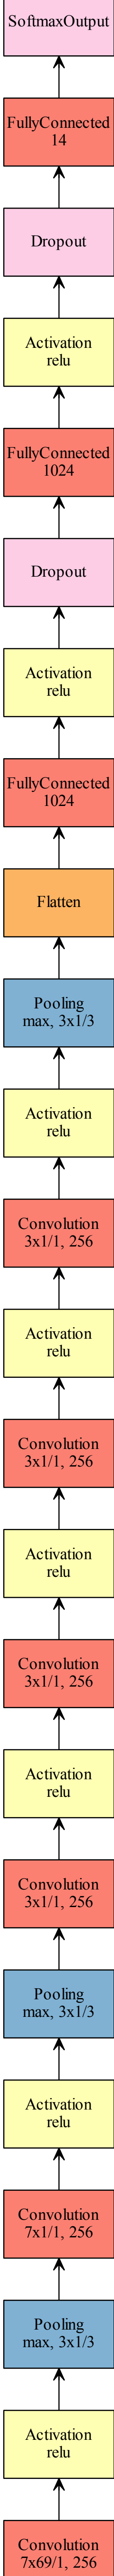 SoftmaxOutput
FullyConnected
14
Dropout
Activation
relu
FullyConnected
1024
Dropout
Activation
relu
FullyConnected
1024
Flatten
Pooling
max, 3x1/3
Activation
relu
Convolution
3x1/1, 256
Activation
relu
Convolution
3x1/1, 256
Activation
relu
Convolution
3x1/1, 256
Activation
relu
Convolution
3x1/1, 256
Pooling
max, 3x1/3
Activation
relu
Convolution
7x1/1, 256
Pooling
max, 3x1/3
Activation
relu
Convolution
7x69/1, 256